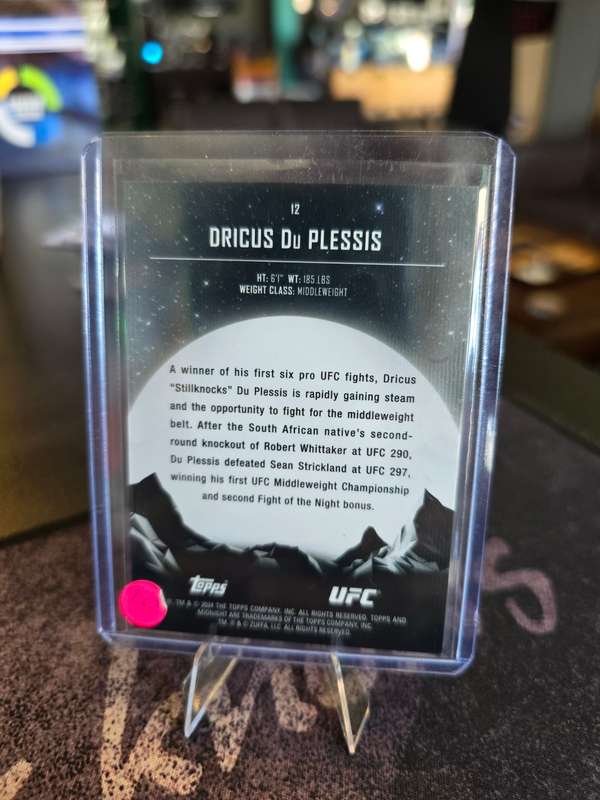 12
DRICUS DU PLESSIS
HT: 6'1" WT: 185 LBS
WEIGHT CLASS: MIDDLEWEIGHT
A winner of his first six pro UFC fights, Dricus
"Stillknocks" Du Plessis is rapidly gaining steam
and the opportunity to fight for the middleweight
belt. After the South African native's second-
round knockout of Robert Whittaker at UFC 290,
Du Plessis defeated Sean Strickland at UFC 297,
winning his first UFC Middleweight Championship
and second Fight of the Night bonus.
Topps UFC
TM & © 2024 THE TOPPS COMPANY, INC. ALL RIGHTS RESERVED. TOPPS AND
MIDNIGHT ARE TRADEMARKS OF THE TOPPS COMPANY, INC.
TM, ® & © ZUFFA, LLC. ALL RIGHTS RESERVED.